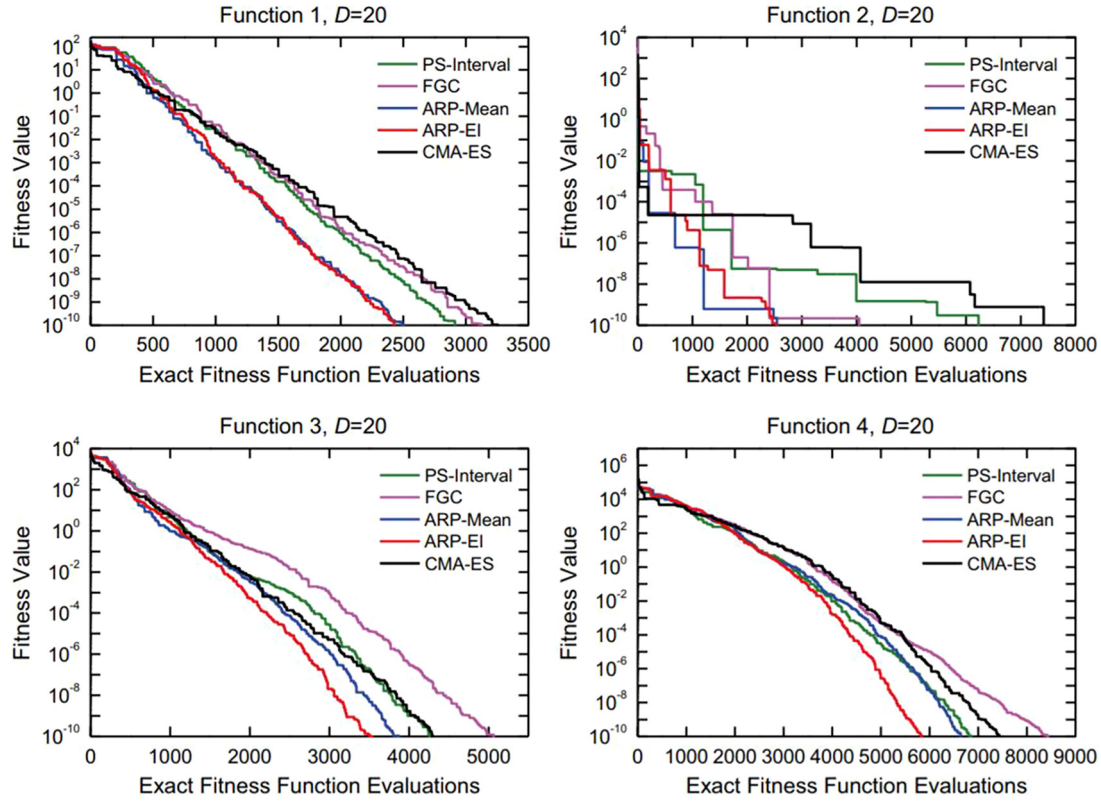 Function 1, D=20
Fitness Value
10^2
10^1
10^0
10^-1
10^-2
10^-3
10^-4
10^-5
10^-6
10^-7
10^-8
10^-9
10^-10
PS-Interval
FGC
ARP-Mean
ARP-EI
CMA-ES
0 500 1000 1500 2000 2500 3000 3500
Exact Fitness Function Evaluations
Function 2, D=20
Fitness Value
10^4
10^2
10^0
10^-2
10^-4
10^-6
10^-8
10^-10
PS-Interval
FGC
ARP-Mean
ARP-EI
CMA-ES
0 1000 2000 3000 4000 5000 6000 7000 8000
Exact Fitness Function Evaluations
Function 3, D=20
Fitness Value
10^4
10^2
10^0
10^-2
10^-4
10^-6
10^-8
10^-10
PS-Interval
FGC
ARP-Mean
ARP-EI
CMA-ES
0 1000 2000 3000 4000 5000
Exact Fitness Function Evaluations
Function 4, D=20
Fitness Value
10^6
10^4
10^2
10^0
10^-2
10^-4
10^-6
10^-8
10^-10
PS-Interval
FGC
ARP-Mean
ARP-EI
CMA-ES
0 1000 2000 3000 4000 5000 6000 7000 8000 9000
Exact Fitness Function Evaluations